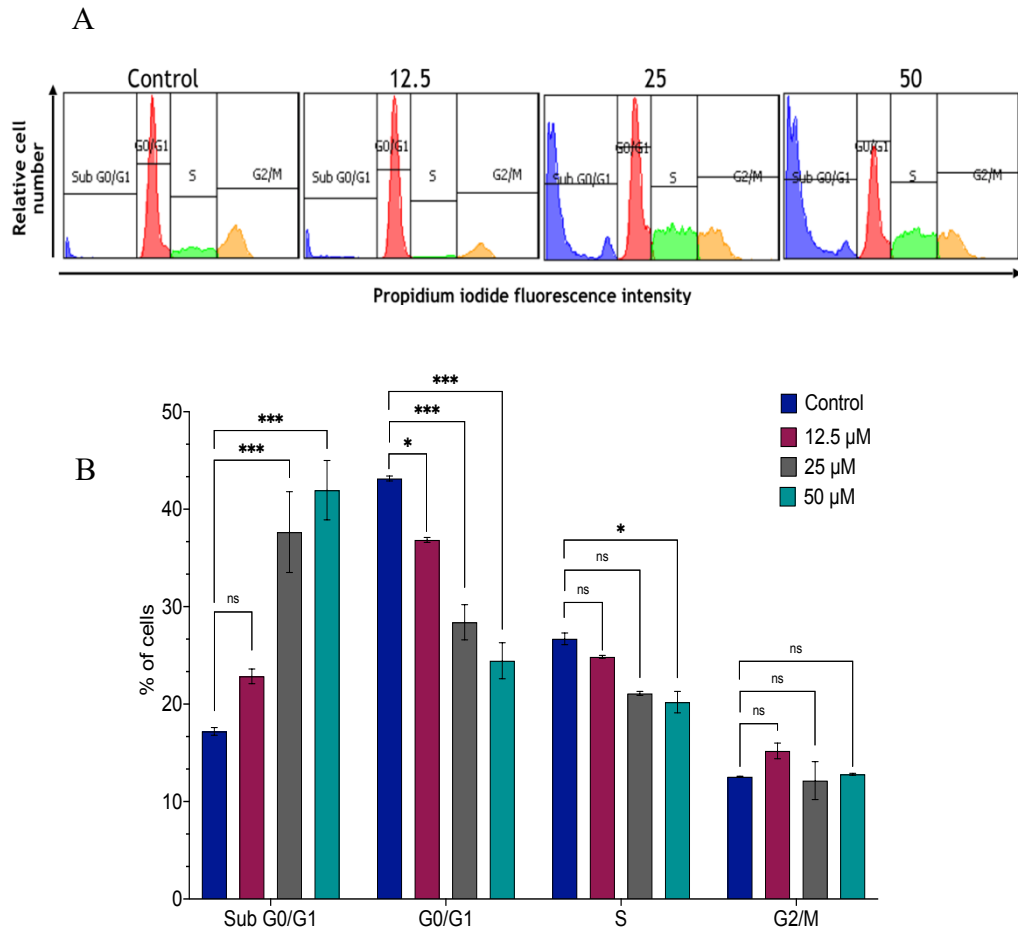 A
Control 12.5 25 50
Relative cell number
Sub G0/G1 G0/G1 S G2/M
Sub G0/G1 G0/G1 S G2/M
Sub G0/G1 G0/G1 S G2/M
Sub G0/G1 G0/G1 S G2/M
Propidium iodide fluorescence intensity
B
% of cells
50
40
30
20
10
0
ns *** ***
* *** ***
ns ns *
ns ns ns
Control
12.5 µM
25 µM
50 µM
Sub G0/G1 G0/G1 S G2/M